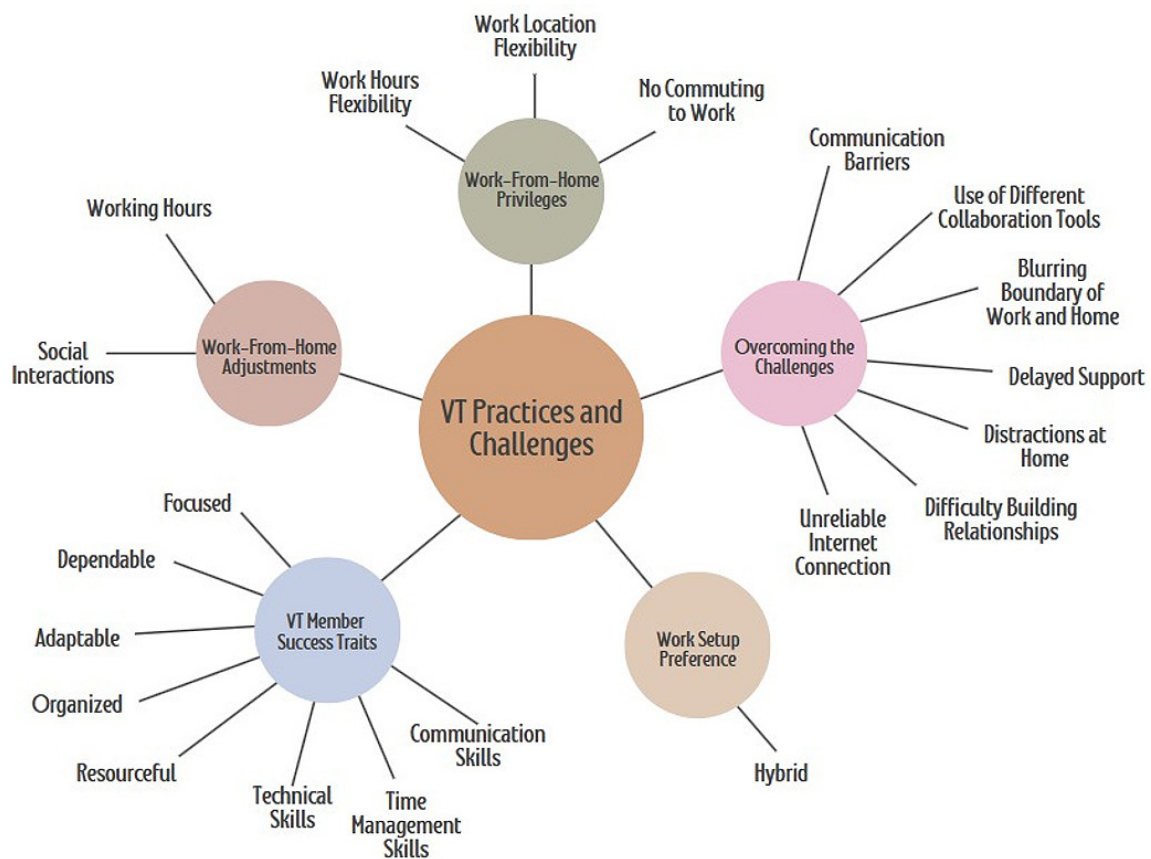 Work Location
Flexibility
Work Hours
Flexibility
No Commuting
to Work
Work-From-Home
Privileges
Communication
Barriers
Use of Different
Collaboration Tools
Blurring
Boundary of
Work and Home
Overcoming the
Challenges
Delayed Support
Distractions at
Home
Difficulty Building
Relationships
Unreliable
Internet
Connection
Working Hours
Social
Interactions
Work-From-Home
Adjustments
VT Practices and
Challenges
Focused
Dependable
Adaptable
Organized
Resourceful
VT Member
Success Traits
Technical
Skills
Time
Management
Skills
Communication
Skills
Work Setup
Preference
Hybrid